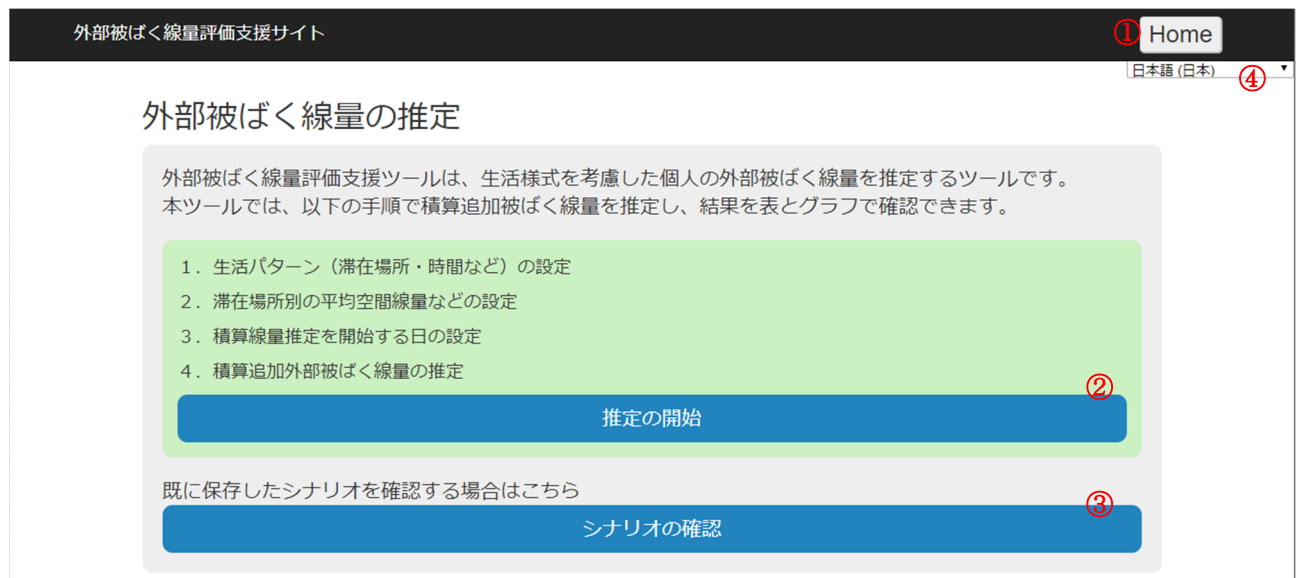 外部被ばく線量評価支援サイト
① Home
日本語 (日本) ▼
④
外部被ばく線量の推定
外部被ばく線量評価支援ツールは、生活様式を考慮した個人の外部被ばく線量を推定するツールです。
本ツールでは、以下の手順で積算追加被ばく線量を推定し、結果を表とグラフで確認できます。
１．生活パターン（滞在場所・時間など）の設定
２．滞在場所別の平均空間線量などの設定
３．積算線量推定を開始する日の設定
４．積算追加外部被ばく線量の推定
②
推定の開始
既に保存したシナリオを確認する場合はこちら
③
シナリオの確認